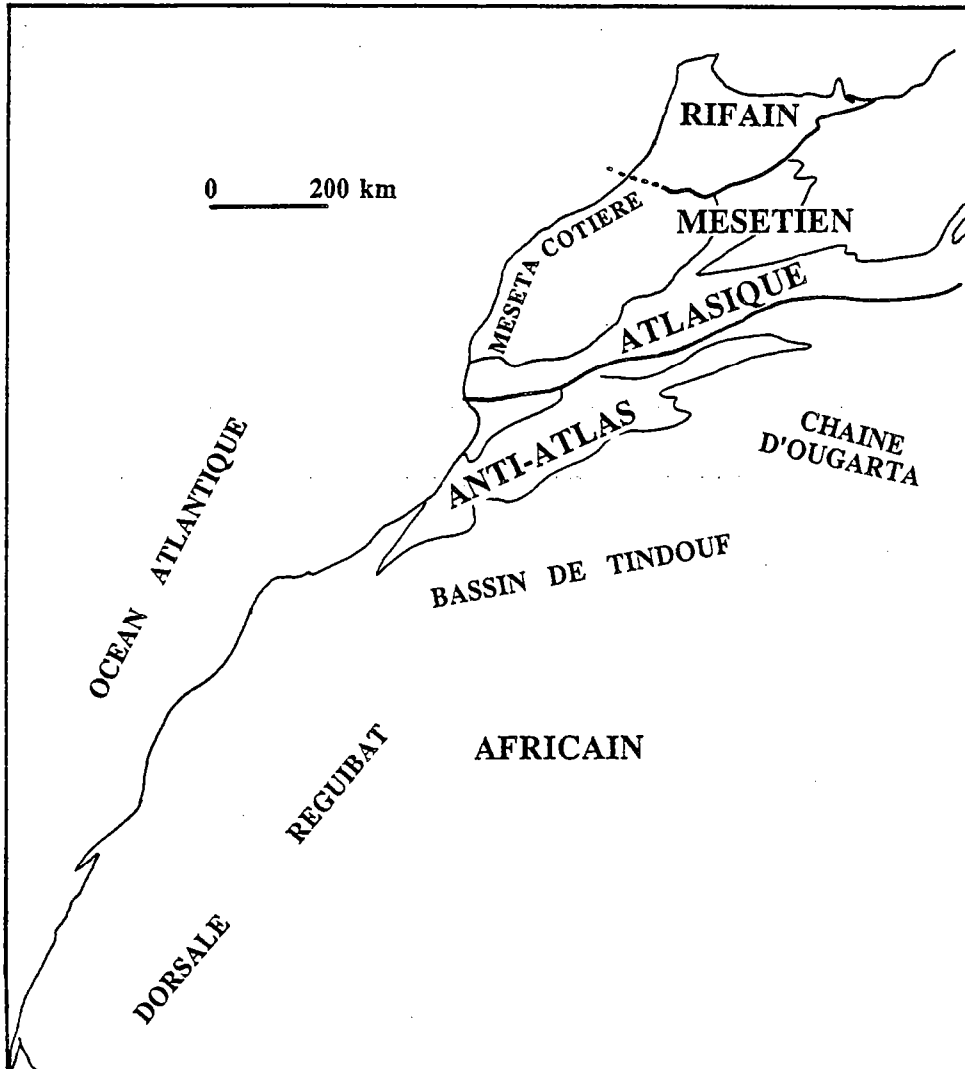 RIFAIN
0 200 km
MESETIEN
MESETA COTIERE
ATLASIQUE
ANTI-ATLAS
CHAINE
D'OUGARTA
OCEAN ATLANTIQUE
BASSIN DE TINDOUF
AFRICAIN
DORSALE REGUIBAT